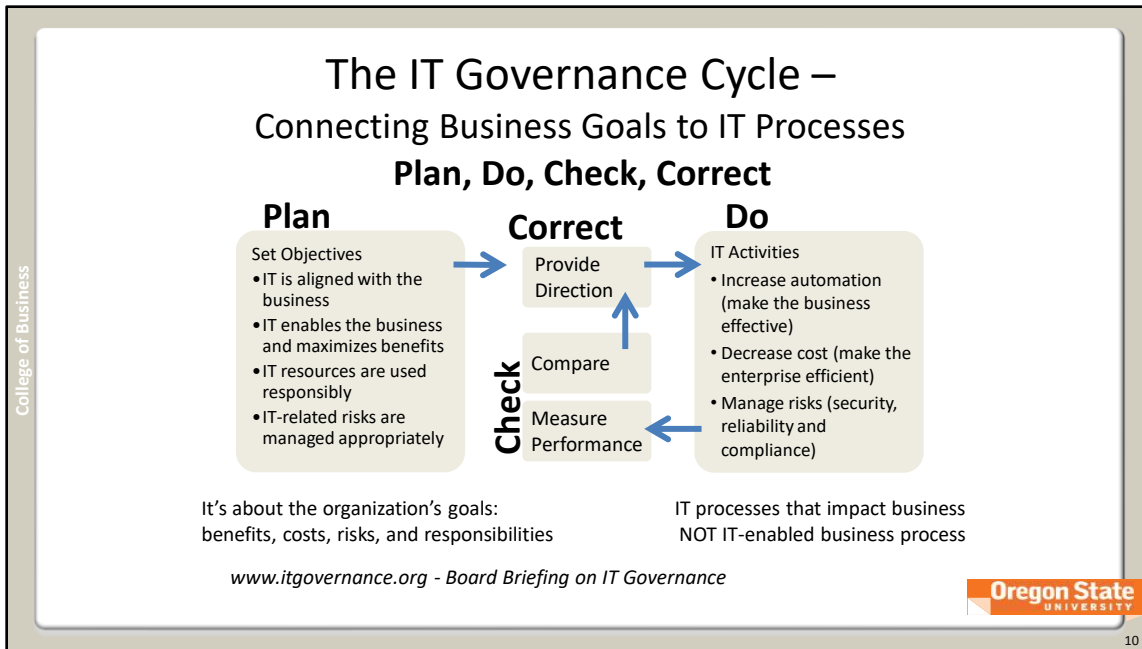 The IT Governance Cycle –
Connecting Business Goals to IT Processes
Plan, Do, Check, Correct
Plan
Set Objectives
•IT is aligned with the
business
•IT enables the business
and maximizes benefits
•IT resources are used
responsibly
•IT-related risks are
managed appropriately
Correct
Provide
Direction
Check
Compare
Measure
Performance
Do
IT Activities
• Increase automation
(make the business
effective)
• Decrease cost (make the
enterprise efficient)
• Manage risks (security,
reliability and
compliance)
It’s about the organization’s goals:
benefits, costs, risks, and responsibilities
IT processes that impact business
NOT IT-enabled business process
www.itgovernance.org - Board Briefing on IT Governance
College of Business
Oregon State
UNIVERSITY
10